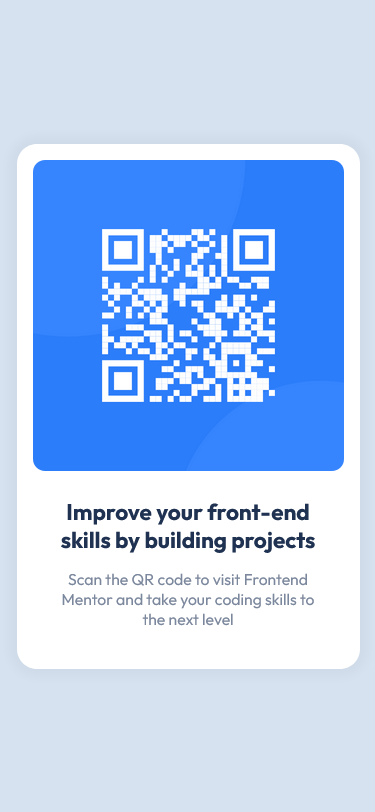 Improve your front-end
skills by building projects
Scan the QR code to visit Frontend
Mentor and take your coding skills to
the next level